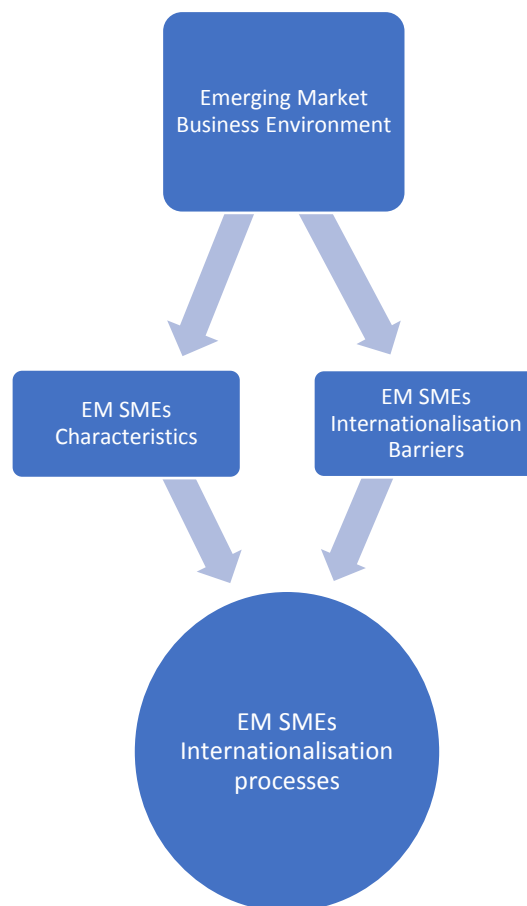 Emerging Market
Business Environment
EM SMEs
Characteristics
EM SMEs
Internationalisation
Barriers
EM SMEs
Internationalisation
processes